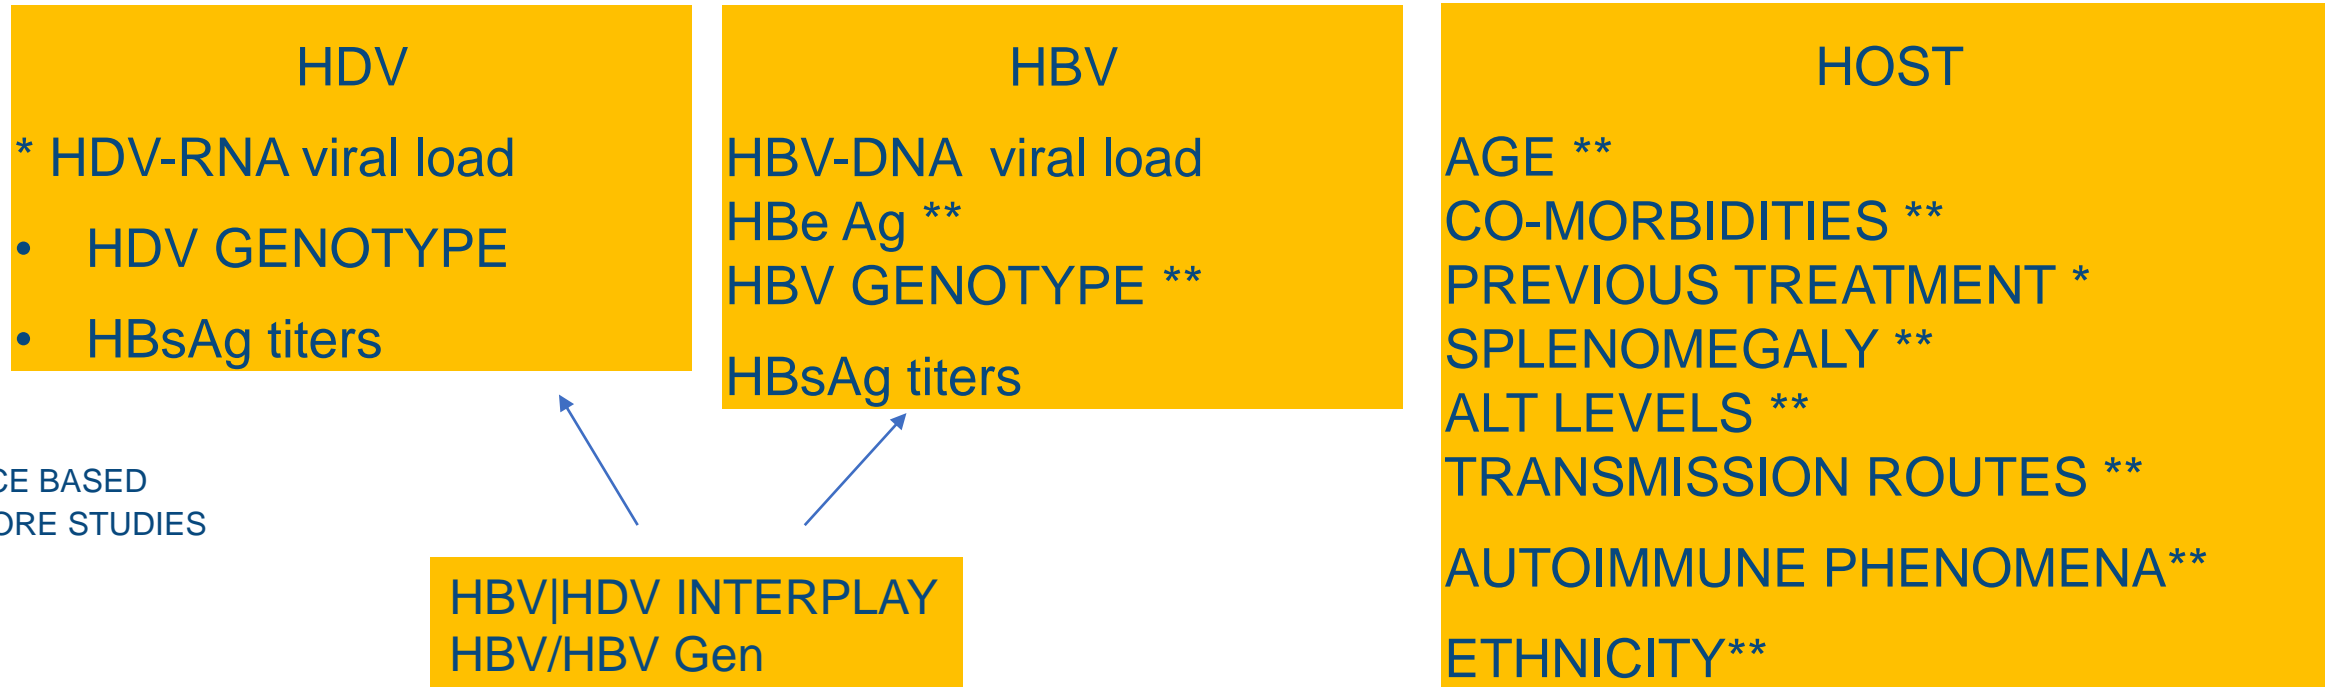 HDV
* HDV-RNA viral load
• HDV GENOTYPE
• HBsAg titers
HBV
HBV-DNA viral load
HBe Ag **
HBV GENOTYPE **
HBsAg titers
HOST
AGE **
CO-MORBIDITIES **
PREVIOUS TREATMENT *
SPLENOMEGALY **
ALT LEVELS **
TRANSMISSION ROUTES **
AUTOIMMUNE PHENOMENA**
ETHNICITY**
BASED
STUDIES
HBV|HDV INTERPLAY
HBV/HBV Gen